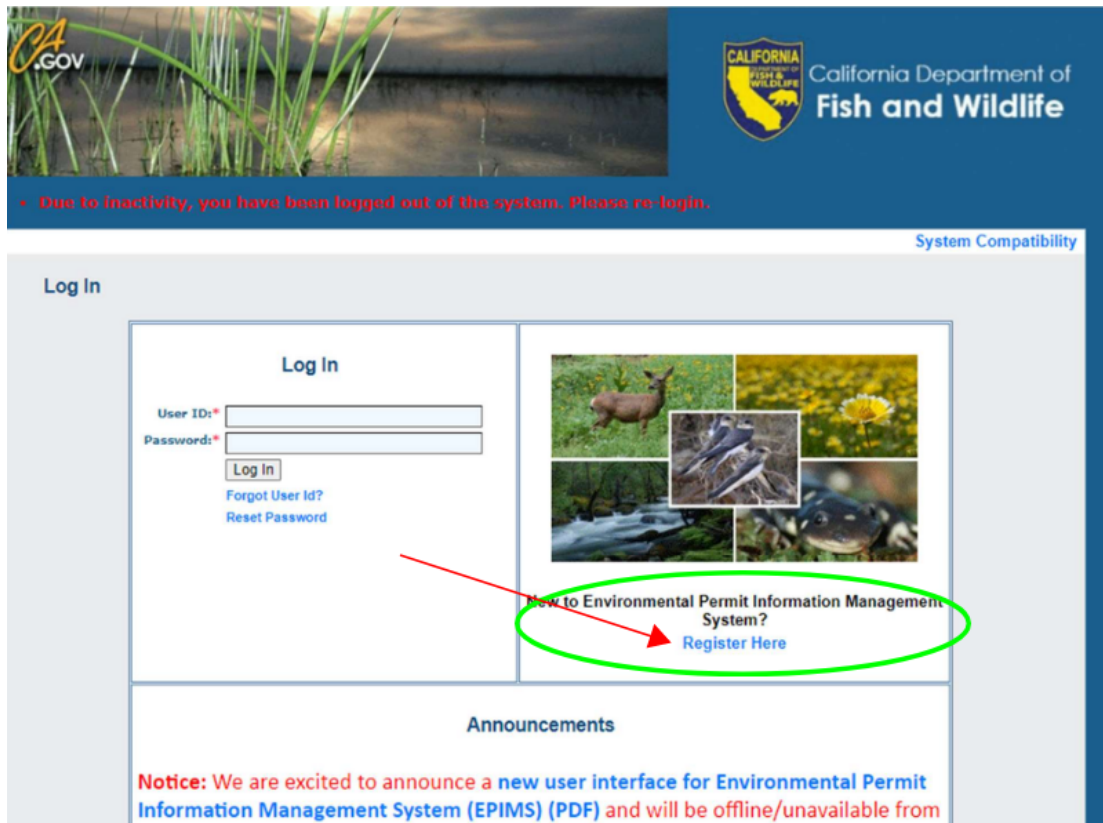 CA
.GOV
CALIFORNIA
DEPARTMENT OF
FISH &
WILDLIFE
California Department of
Fish and Wildlife
• Due to inactivity, you have been logged out of the system. Please re-login.
System Compatibility
Log In
Log In
User ID:*
Password:*
Log In
Forgot User Id?
Reset Password
New to Environmental Permit Information Management
System?
Register Here
Announcements
Notice: We are excited to announce a new user interface for Environmental Permit
Information Management System (EPIMS) (PDF) and will be offline/unavailable from